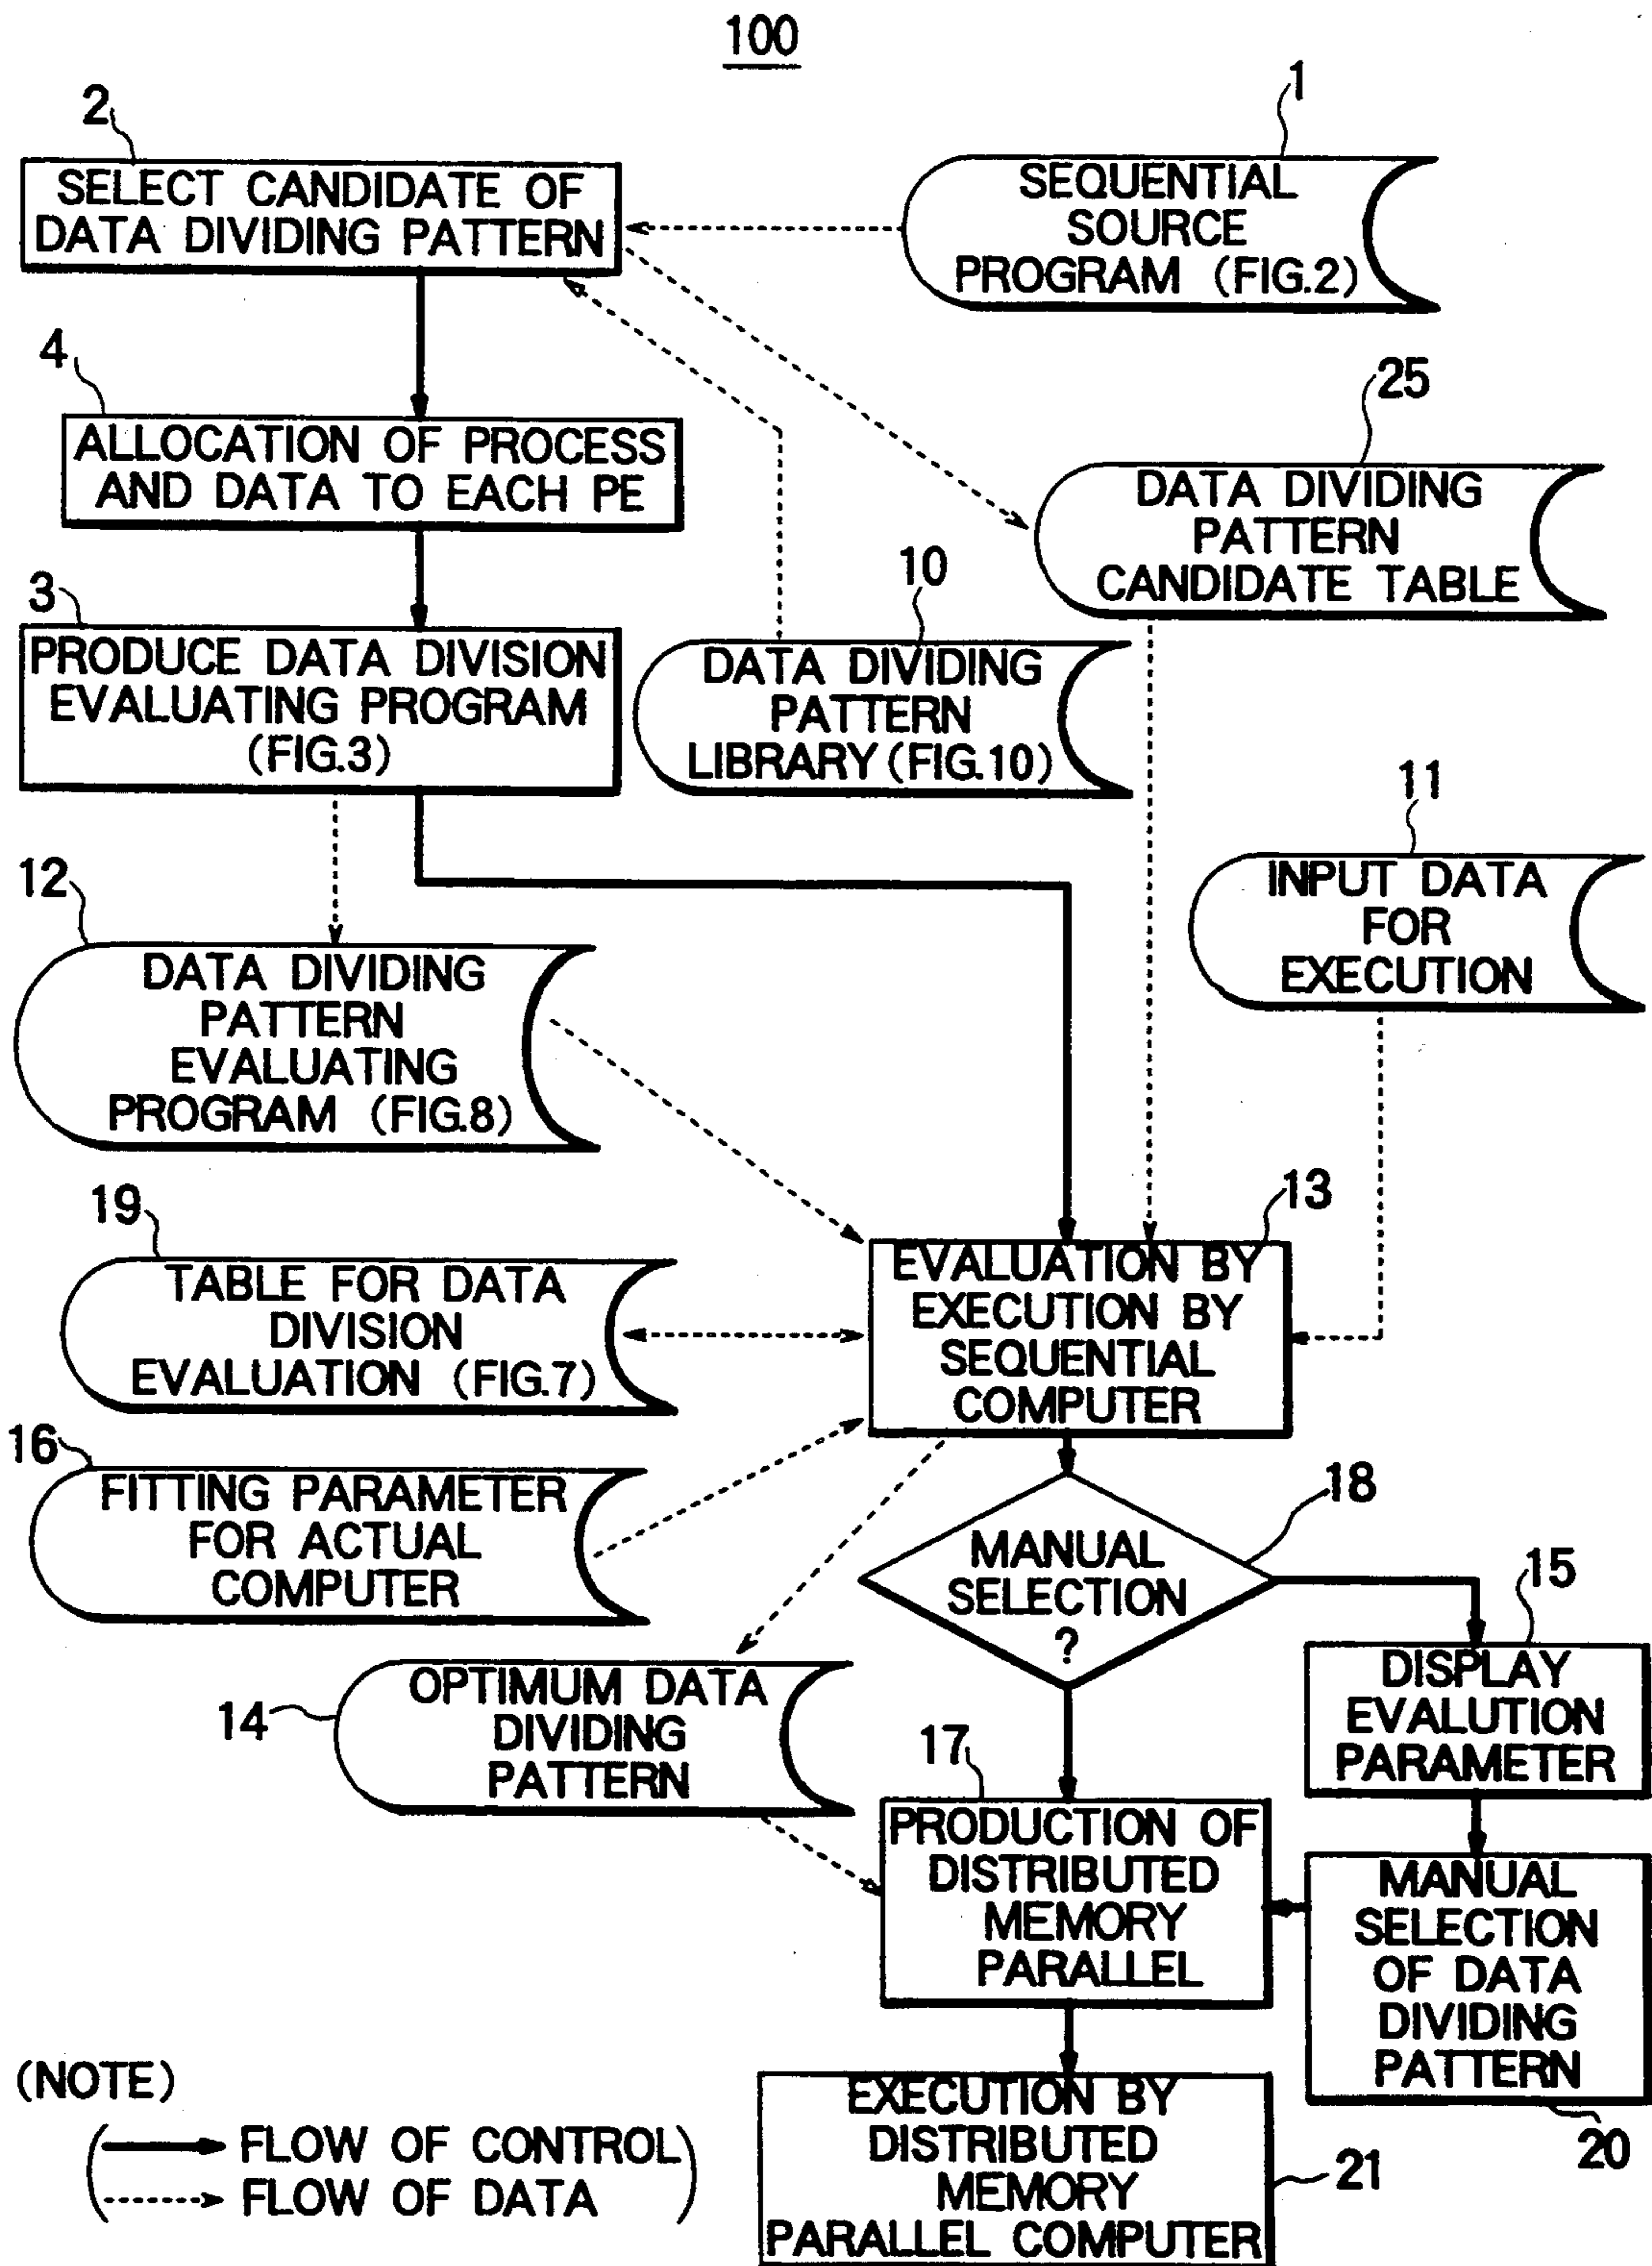 100
2
SELECT CANDIDATE OF
DATA DIVIDING PATTERN
1
SEQUENTIAL
SOURCE
PROGRAM (FIG.2)
4
ALLOCATION OF PROCESS
AND DATA TO EACH PE
25
DATA DIVIDING
PATTERN
CANDIDATE TABLE
3
PRODUCE DATA DIVISION
EVALUATING PROGRAM
(FIG.3)
10
DATA DIVIDING
PATTERN
LIBRARY (FIG.10)
11
INPUT DATA
FOR
EXECUTION
12
DATA DIVIDING
PATTERN
EVALUATING
PROGRAM (FIG.8)
13
EVALUATION BY
EXECUTION BY
SEQUENTIAL
COMPUTER
19
TABLE FOR DATA
DIVISION
EVALUATION (FIG.7)
16
FITTING PARAMETER
FOR ACTUAL
COMPUTER
18
MANUAL
SELECTION
?
15
DISPLAY
EVALUTION
PARAMETER
14
OPTIMUM DATA
DIVIDING
PATTERN
17
PRODUCTION OF
DISTRIBUTED
MEMORY
PARALLEL
MANUAL
SELECTION
OF DATA
DIVIDING
PATTERN
20
EXECUTION BY
DISTRIBUTED
MEMORY
PARALLEL COMPUTER
21
(NOTE)
FLOW OF CONTROL
FLOW OF DATA